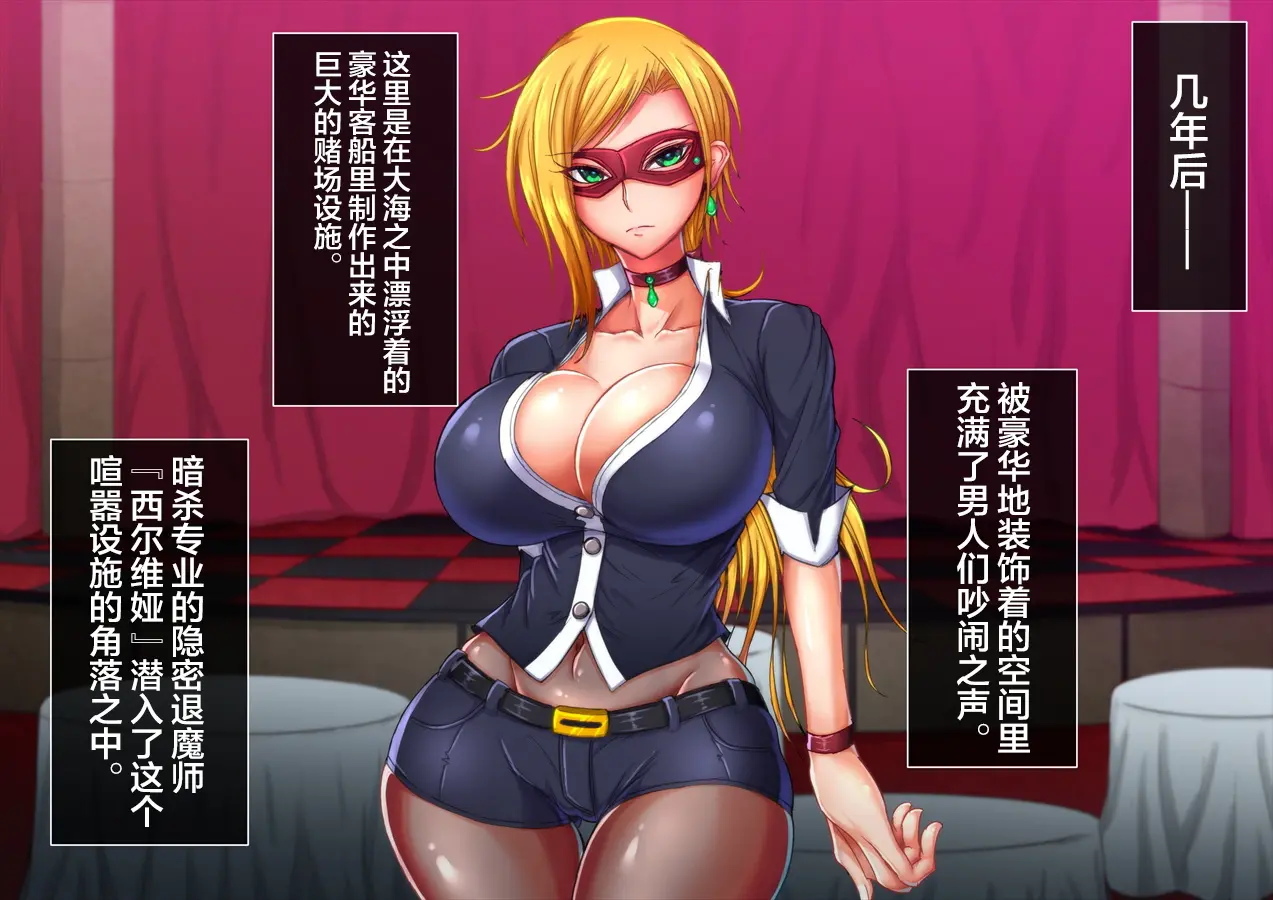 几年后——
这里是在大海之中漂浮着的
豪华客船里制作出来的
巨大的赌场设施。
被豪华地装饰着的空间里
充满了男人们吵闹之声。
暗杀专业的隐密退魔师
『西尔维娅』潜入了这个
喧嚣设施的角落之中。